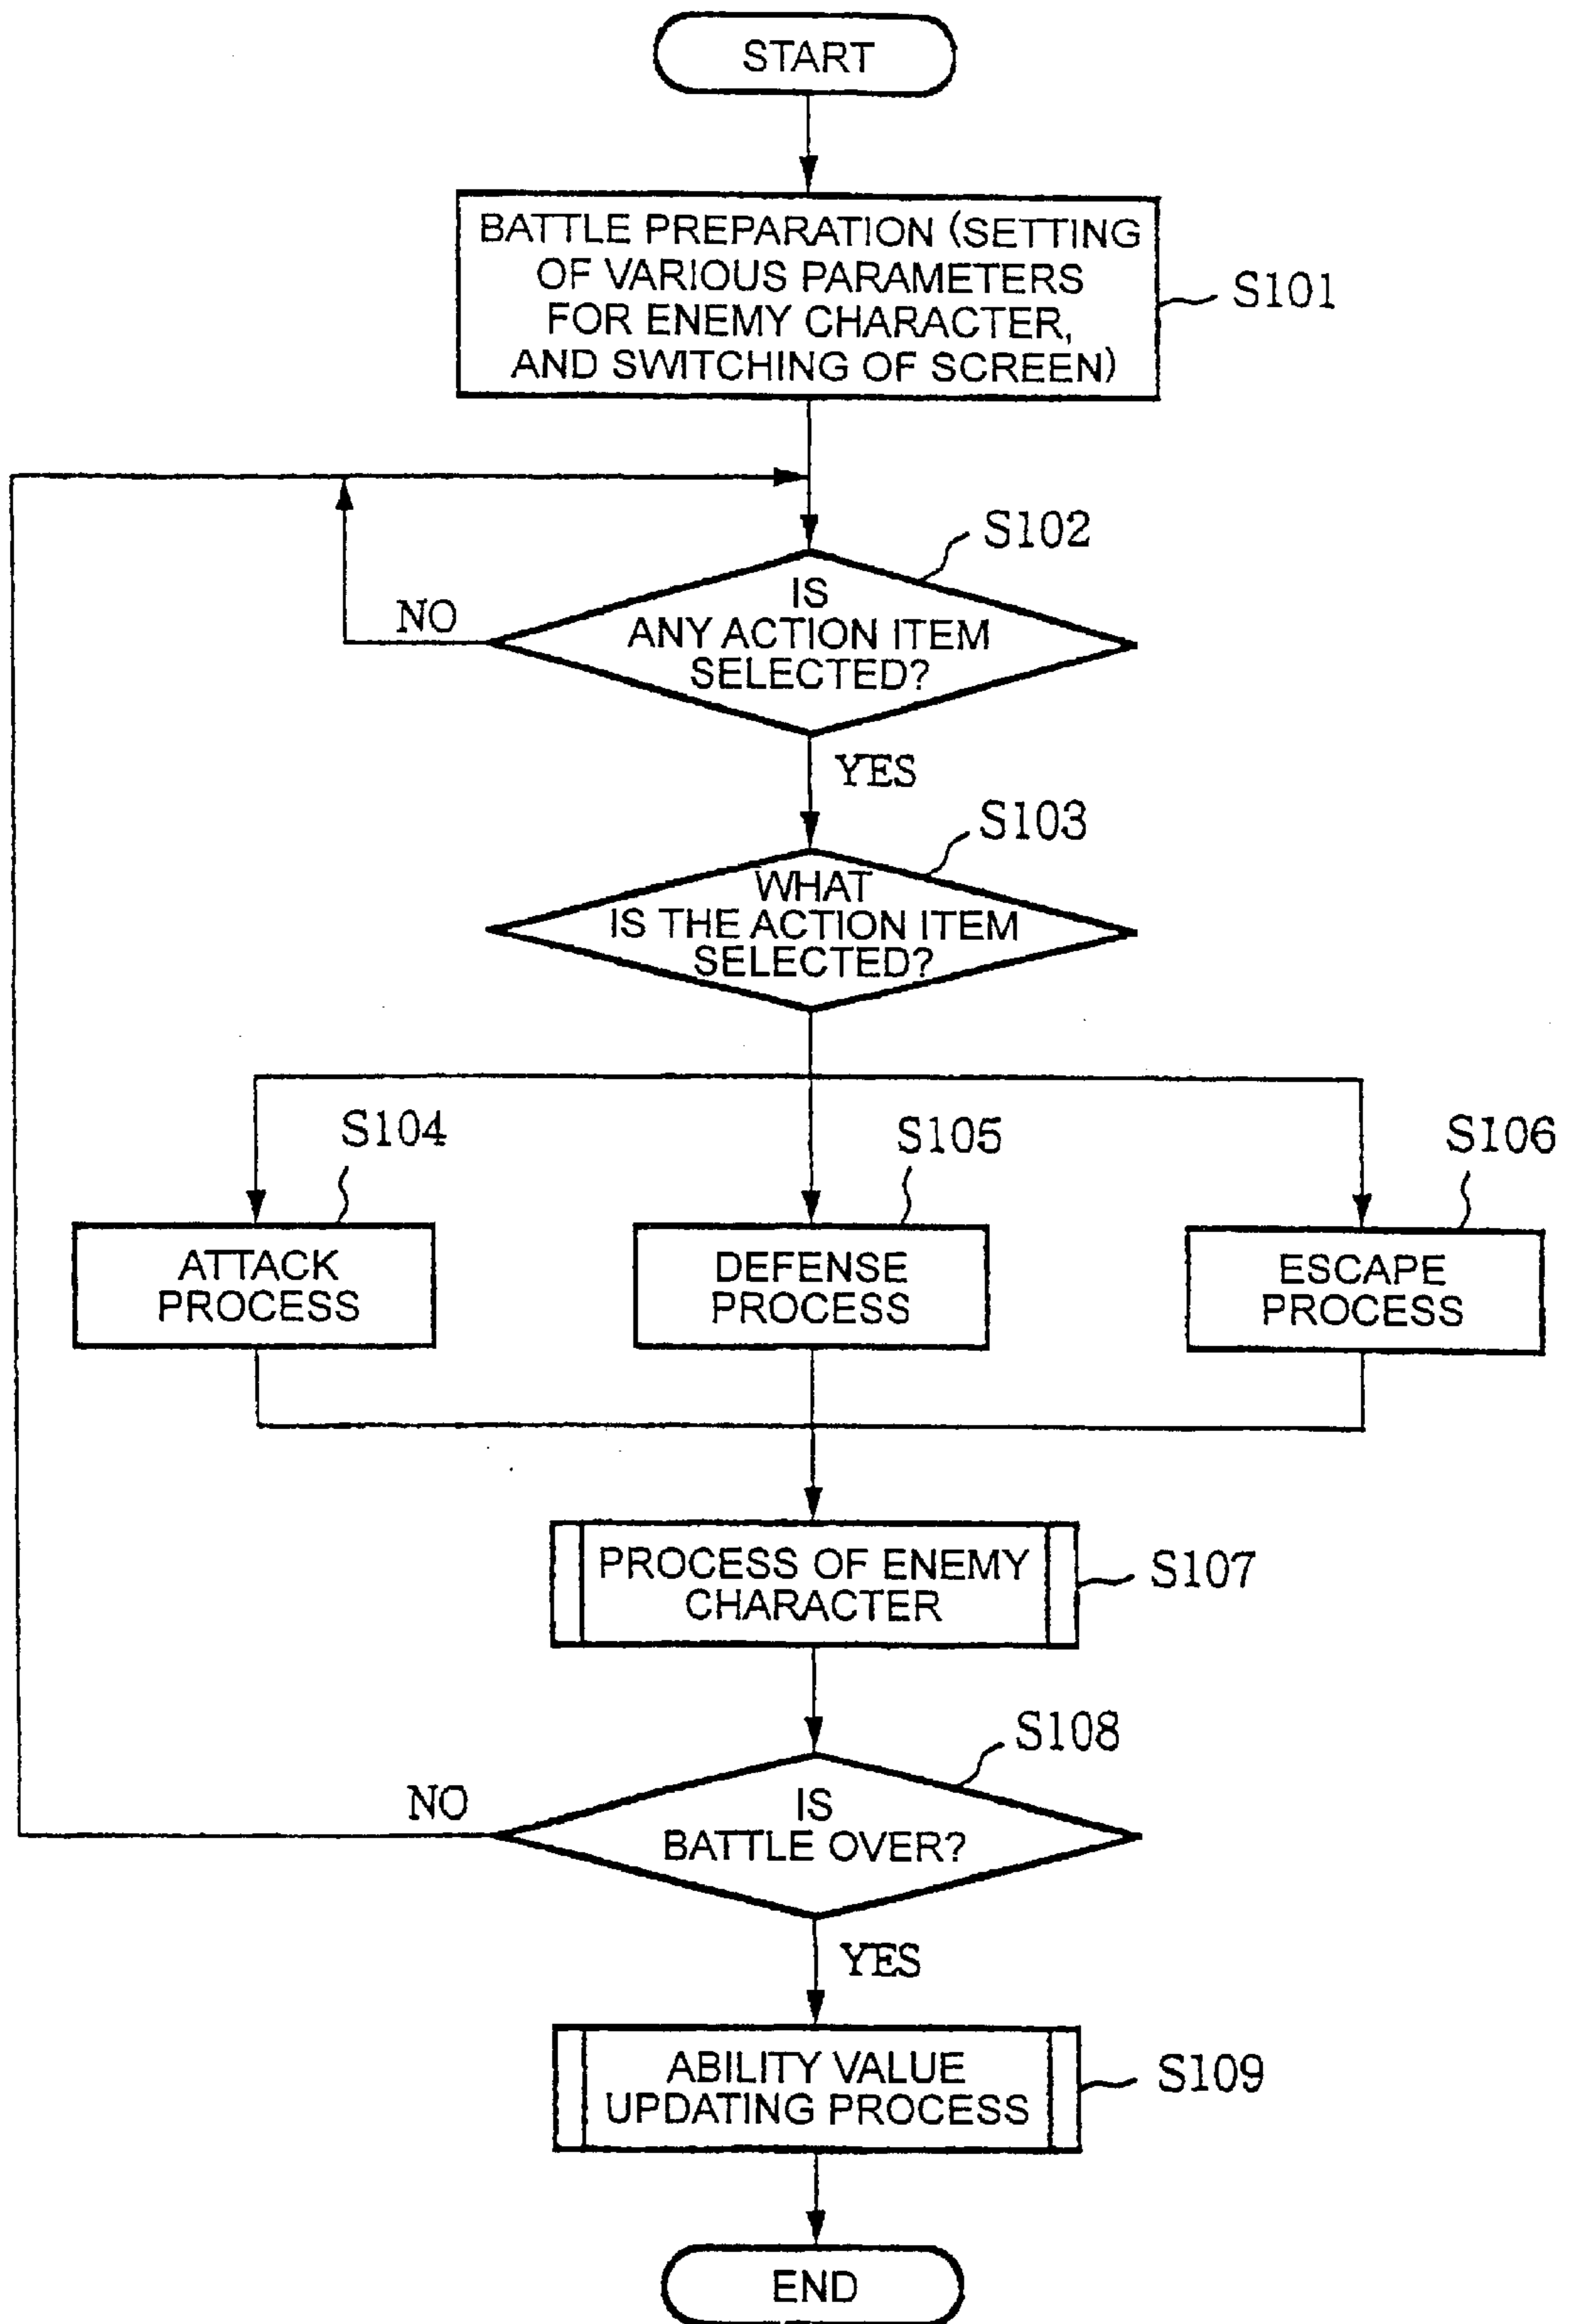 START
BATTLE PREPARATION (SETTING
OF VARIOUS PARAMETERS
FOR ENEMY CHARACTER,
AND SWITCHING OF SCREEN)
S101
S102
IS
ANY ACTION ITEM
SELECTED?
NO
YES
S103
WHAT
IS THE ACTION ITEM
SELECTED?
S104
S105
S106
ATTACK
PROCESS
DEFENSE
PROCESS
ESCAPE
PROCESS
PROCESS OF ENEMY
CHARACTER
S107
S108
NO
IS
BATTLE OVER?
YES
ABILITY VALUE
UPDATING PROCESS
S109
END